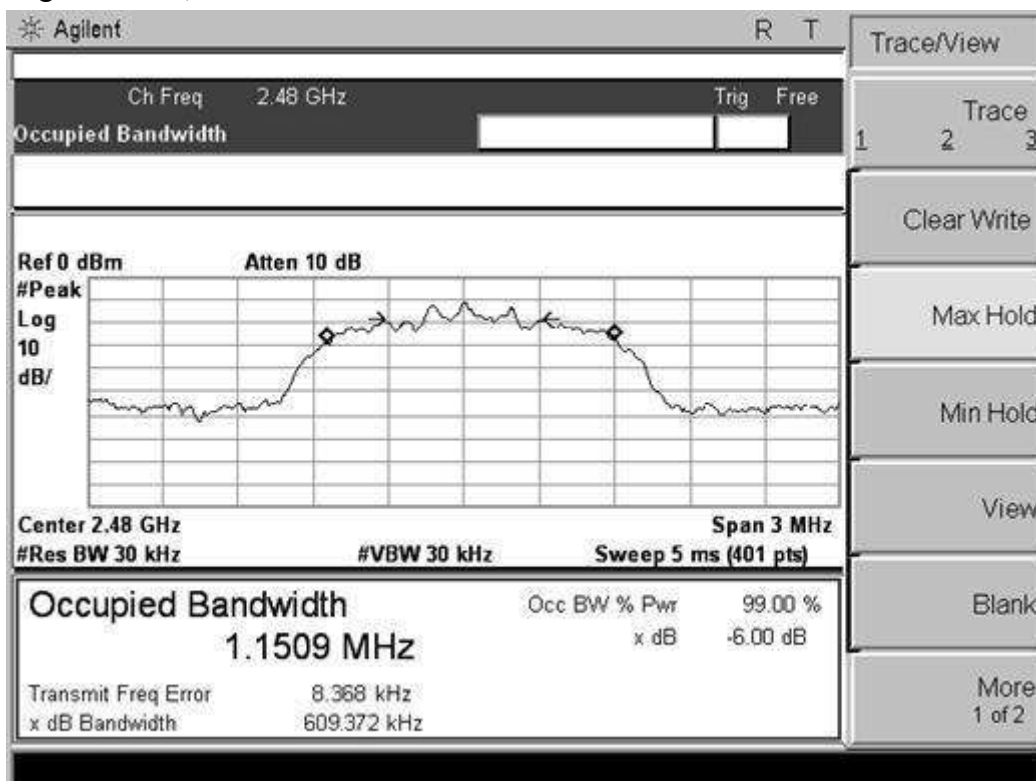 Agilent R T
Trace/View
Ch Freq 2.48 GHz Trig Free
Occupied Bandwidth
Trace
1 2 3
Clear Write
Ref 0 dBm Atten 10 dB
#Peak
Log
10
dB/
Max Hold
Min Hold
View
Center 2.48 GHz Span 3 MHz
#Res BW 30 kHz #VBW 30 kHz Sweep 5 ms (401 pts)
Occupied Bandwidth
1.1509 MHz
Occ BW % Pwr 99.00 %
x dB -6.00 dB
Transmit Freq Error 8.368 kHz
x dB Bandwidth 609.372 kHz
Blank
More
1 of 2